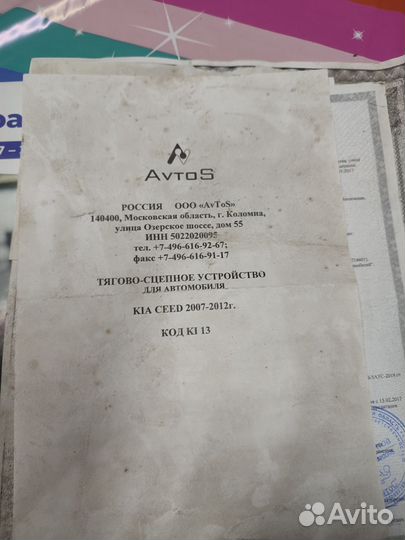 AvtoS
РОССИЯ ООО «AvToS»
140400, Московская область, г. Коломна,
улица Озерское шоссе, дом 55
ИНН 5022020095
тел. +7-496-616-92-67;
факс +7-496-616-91-17
ТЯГОВО-СЦЕПНОЕ УСТРОЙСТВО
ДЛЯ АВТОМОБИЛЯ
KIA CEED 2007-2012г.
КОД KI 13
Avito